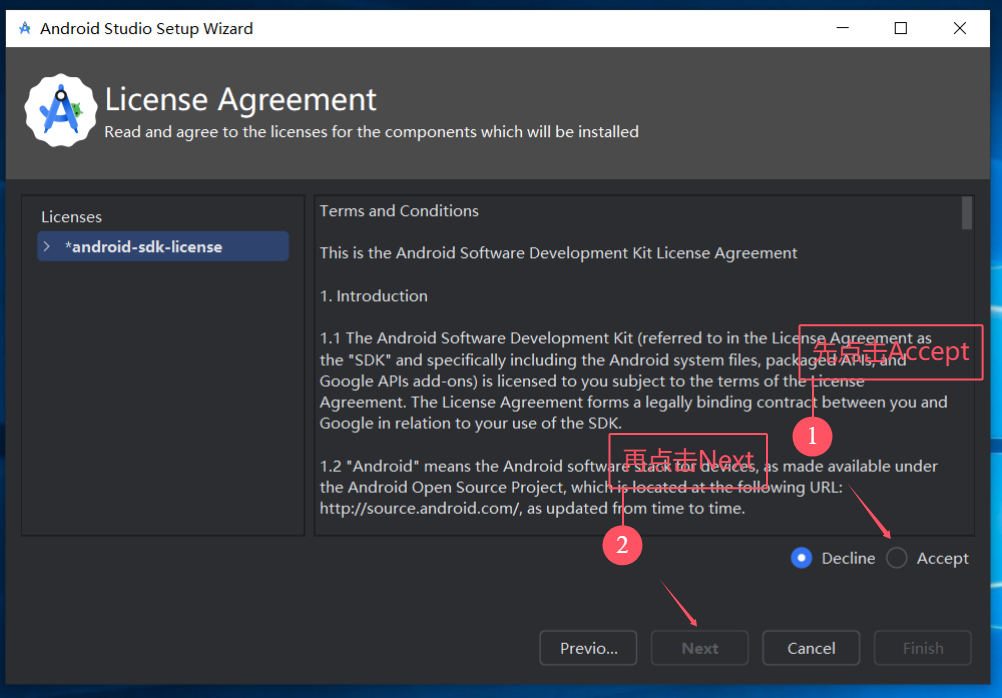 Android Studio Setup Wizard
License Agreement
Read and agree to the licenses for the components which will be installed
Licenses
*android-sdk-license
Terms and Conditions
This is the Android Software Development Kit License Agreement
1. Introduction
1.1 The Android Software Development Kit (referred to in the License Agreement as
the "SDK" and specifically including the Android system files, packaged APIs, and
Google APIs add-ons) is licensed to you subject to the terms of the License
Agreement. The License Agreement forms a legally binding contract between you and
Google in relation to your use of the SDK.
1.2 "Android" means the Android software stack for devices, as made available under
the Android Open Source Project, which is located at the following URL:
http://source.android.com/, as updated from time to time.
先点击Accept
1
再点击Next
2
Decline
Accept
Previo...
Next
Cancel
Finish